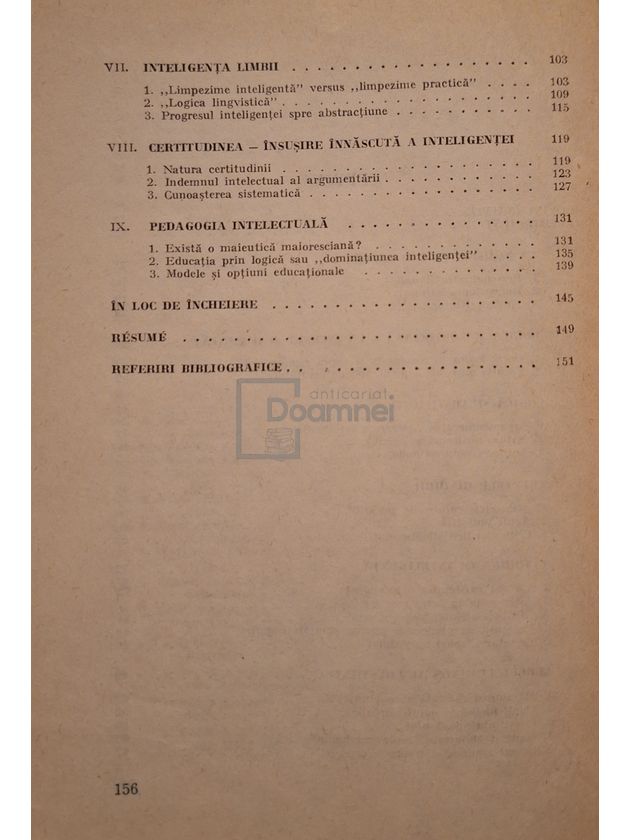 VII. INTELIGENȚA LIMBII . . . . . . . . . . . . . . . . . 103
1. ,,Limpezime inteligentă” versus ,,limpezime practică” . . . . 103
2. ,,Logica lingvistică” . . . . . . . . . . . . . . . . . 109
3. Progresul inteligenței spre abstracțiune . . . . . . . . . . 115
VIII. CERTITUDINEA – ÎNSUȘIRE ÎNNĂSCUTĂ A INTELIGENȚEI 119
1. Natura certitudinii . . . . . . . . . . . . . . . . . 119
2. Indemnul intelectual al argumentării . . . . . . . . . . . 123
3. Cunoașterea sistematică . . . . . . . . . . . . . . . . 127
IX. PEDAGOGIA INTELECTUALĂ . . . . . . . . . . . . . . 131
1. Există o maieutică maioresciană? . . . . . . . . . . . . 131
2. Educația prin logică sau ,,dominațiunea inteligenței” . . . . 135
3. Modele și opțiuni educaționale . . . . . . . . . . . . . 139
ÎN LOC DE ÎNCHEIERE . . . . . . . . . . . . . . . . . . . 145
RÉSUMÉ . . . . . . . . . . . . . . . . . . . . . . . . . 149
REFERIRI BIBLIOGRAFICE . . . . . . . . . . . . . . . . . . 151
anticariat
Doamnei
156